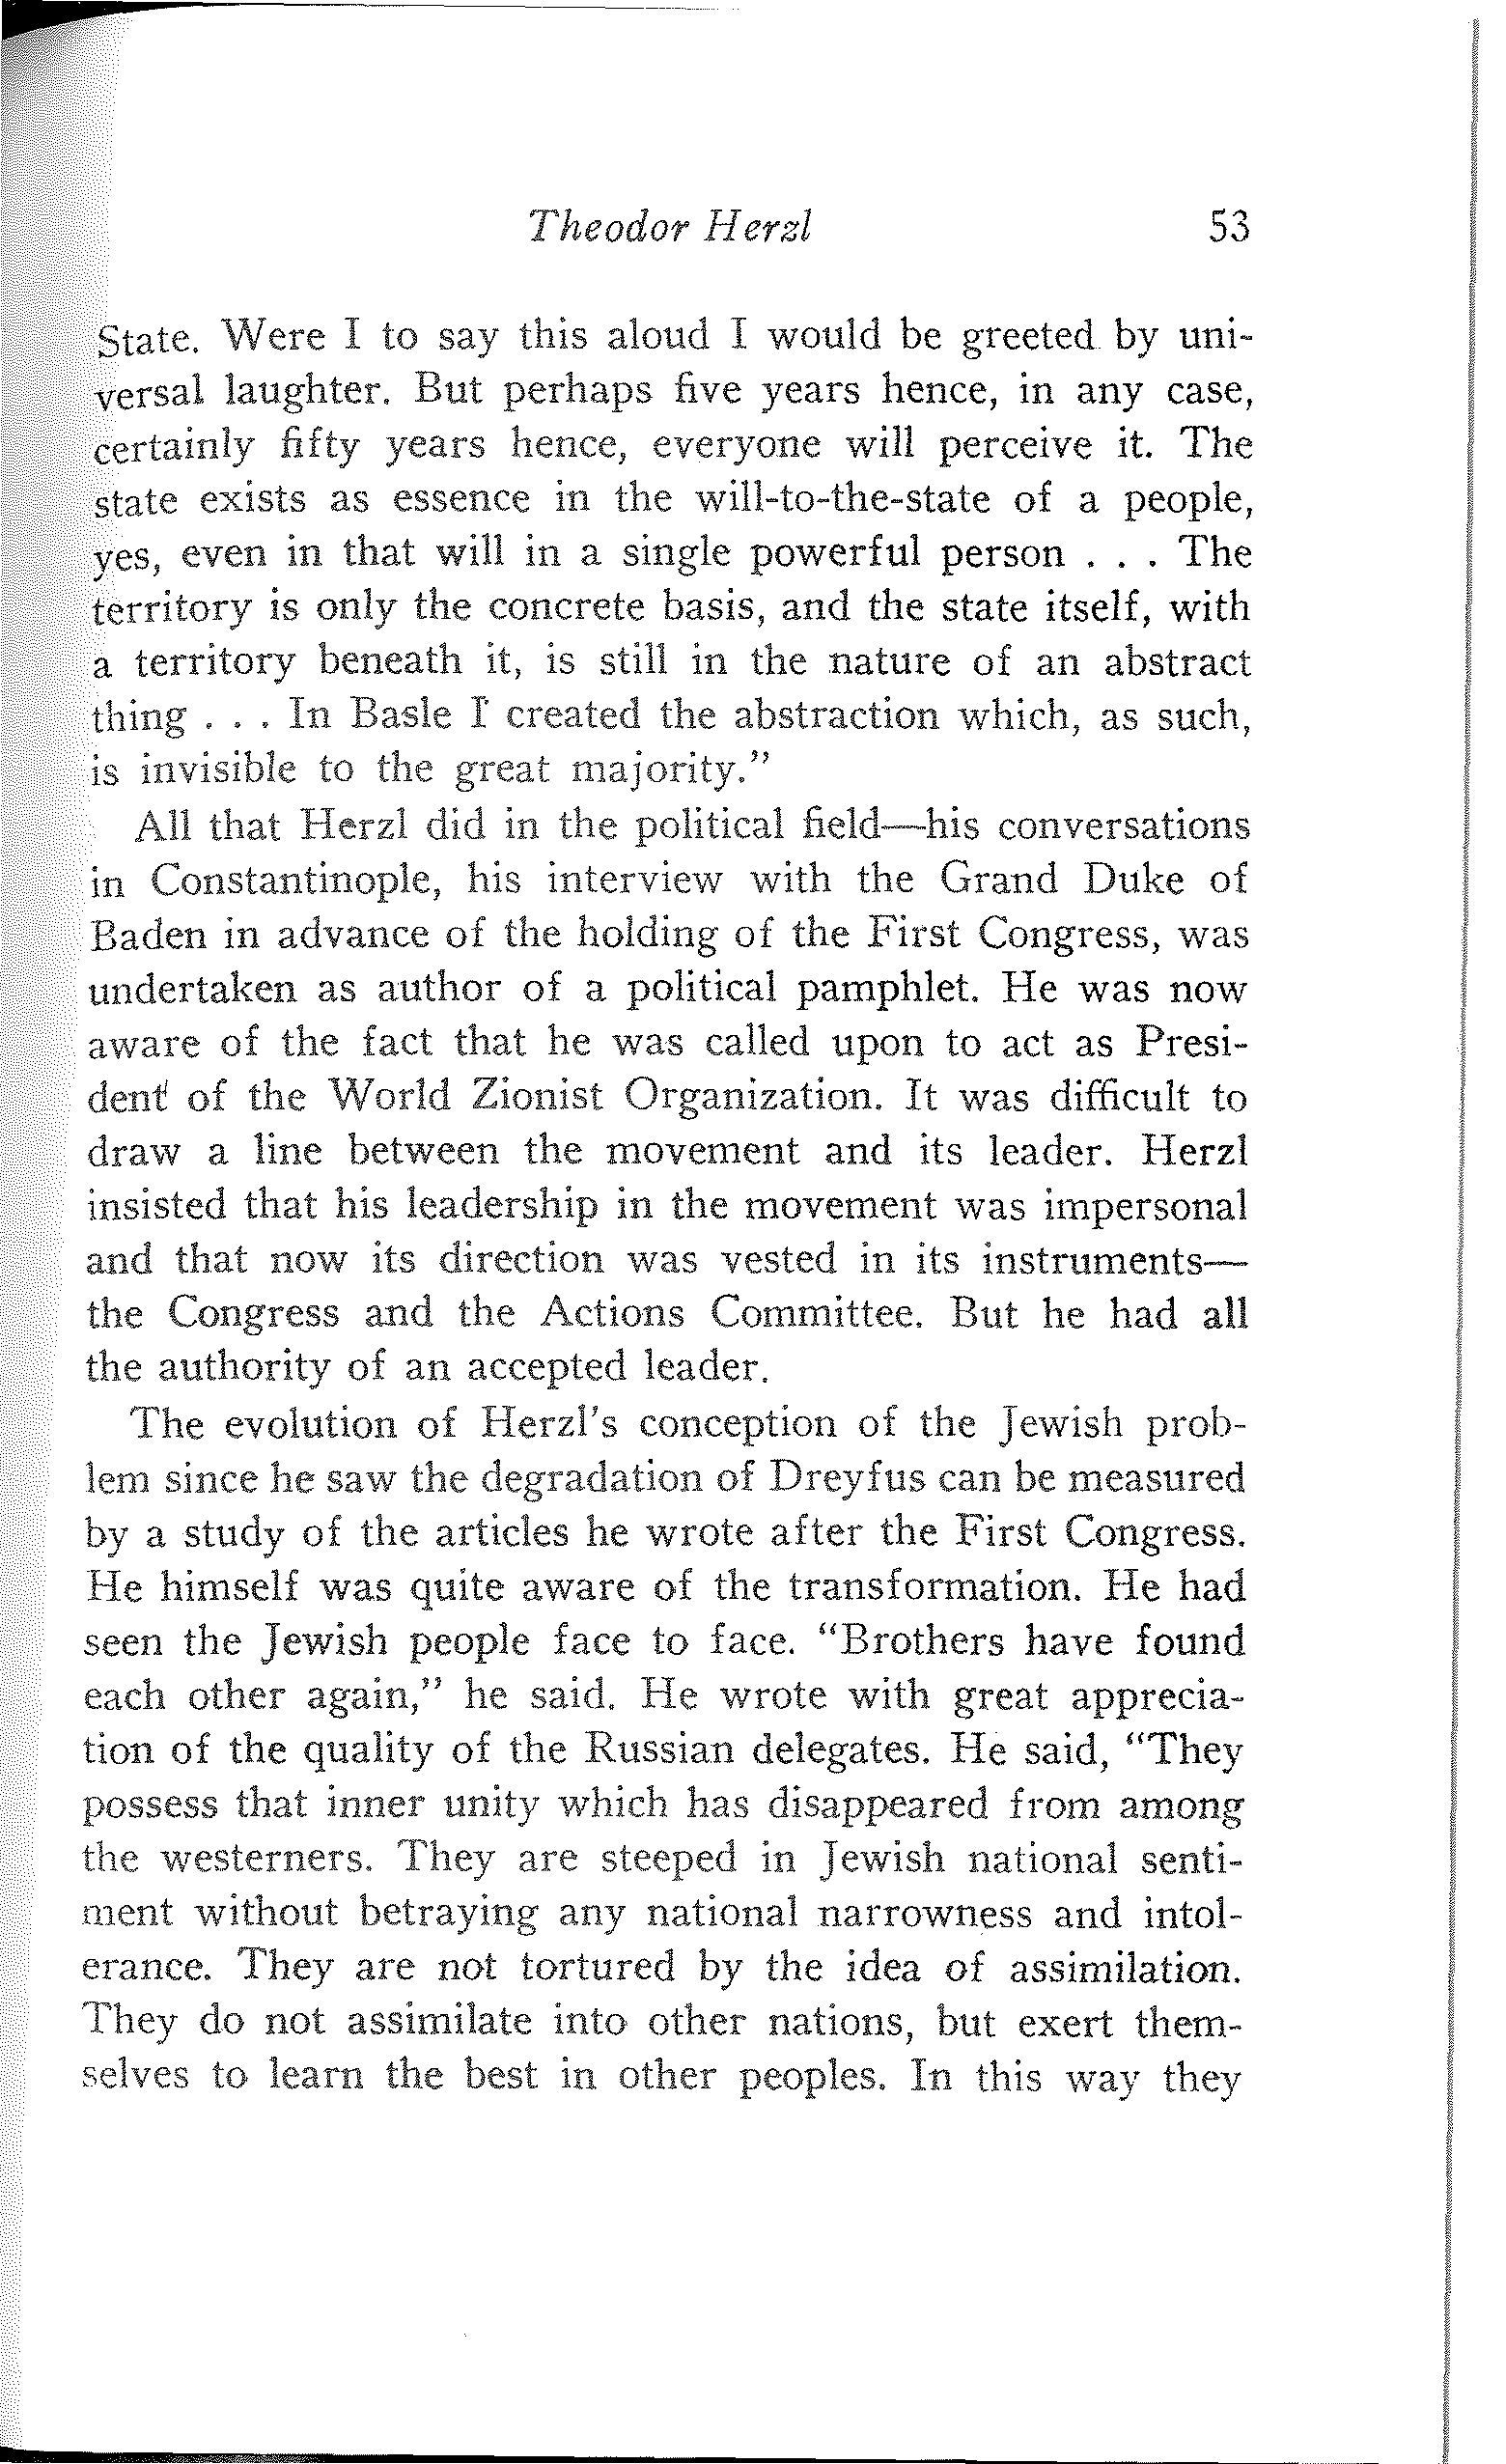 Theodor Herzl 53
State. Were I to say this aloud I would be greeted by uni-
versal laughter. But perhaps five years hence, in any case,
certainly fifty years hence, everyone will perceive it. The
state exists as essence in the will-to-the-state of a people,
yes, even in that will in a single powerful person . . . The
territory is only the concrete basis, and the state itself, with
a territory beneath it, is still in the nature of an abstract
thing . . . In Basle I created the abstraction which, as such,
is invisible to the great majority.”
All that Herzl did in the political field—his conversations
in Constantinople, his interview with the Grand Duke of
Baden in advance of the holding of the First Congress, was
undertaken as author of a political pamphlet. He was now
aware of the fact that he was called upon to act as Presi-
dent of the World Zionist Organization. It was difficult to
draw a line between the movement and its leader. Herzl
insisted that his leadership in the movement was impersonal
and that now its direction was vested in its instruments—
the Congress and the Actions Committee. But he had all
the authority of an accepted leader.
The evolution of Herzl’s conception of the Jewish prob-
lem since he saw the degradation of Dreyfus can be measured
by a study of the articles he wrote after the First Congress.
He himself was quite aware of the transformation. He had
seen the Jewish people face to face. “Brothers have found
each other again,” he said. He wrote with great apprecia-
tion of the quality of the Russian delegates. He said, “They
possess that inner unity which has disappeared from among
the westerners. They are steeped in Jewish national senti-
ment without betraying any national narrowness and intol-
erance. They are not tortured by the idea of assimilation.
They do not assimilate into other nations, but exert them-
selves to learn the best in other peoples. In this way they